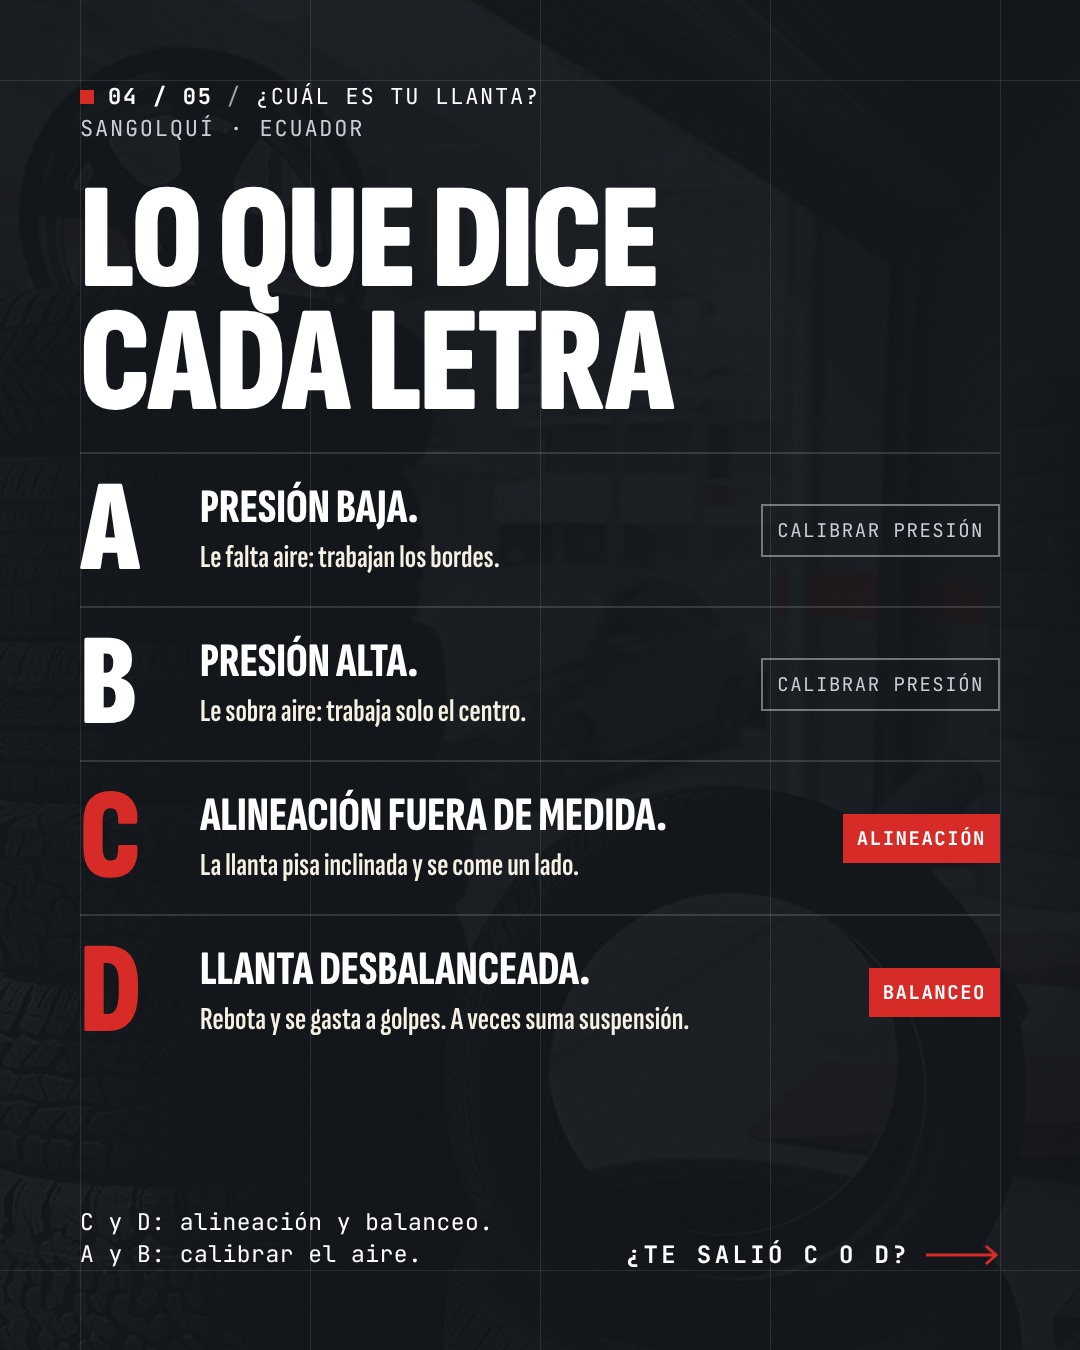 04 / 05 / ¿CUÁL ES TU LLANTA?
SANGOLQUÍ · ECUADOR
LO QUE DICE
CADA LETRA
A
PRESIÓN BAJA.
Le falta aire: trabajan los bordes.
CALIBRAR PRESIÓN
B
PRESIÓN ALTA.
Le sobra aire: trabaja solo el centro.
CALIBRAR PRESIÓN
C
ALINEACIÓN FUERA DE MEDIDA.
La llanta pisa inclinada y se come un lado.
ALINEACIÓN
D
LLANTA DESBALANCEADA.
Rebota y se gasta a golpes. A veces suma suspensión.
BALANCEO
C y D: alineación y balanceo.
A y B: calibrar el aire.
¿TE SALIÓ C O D?